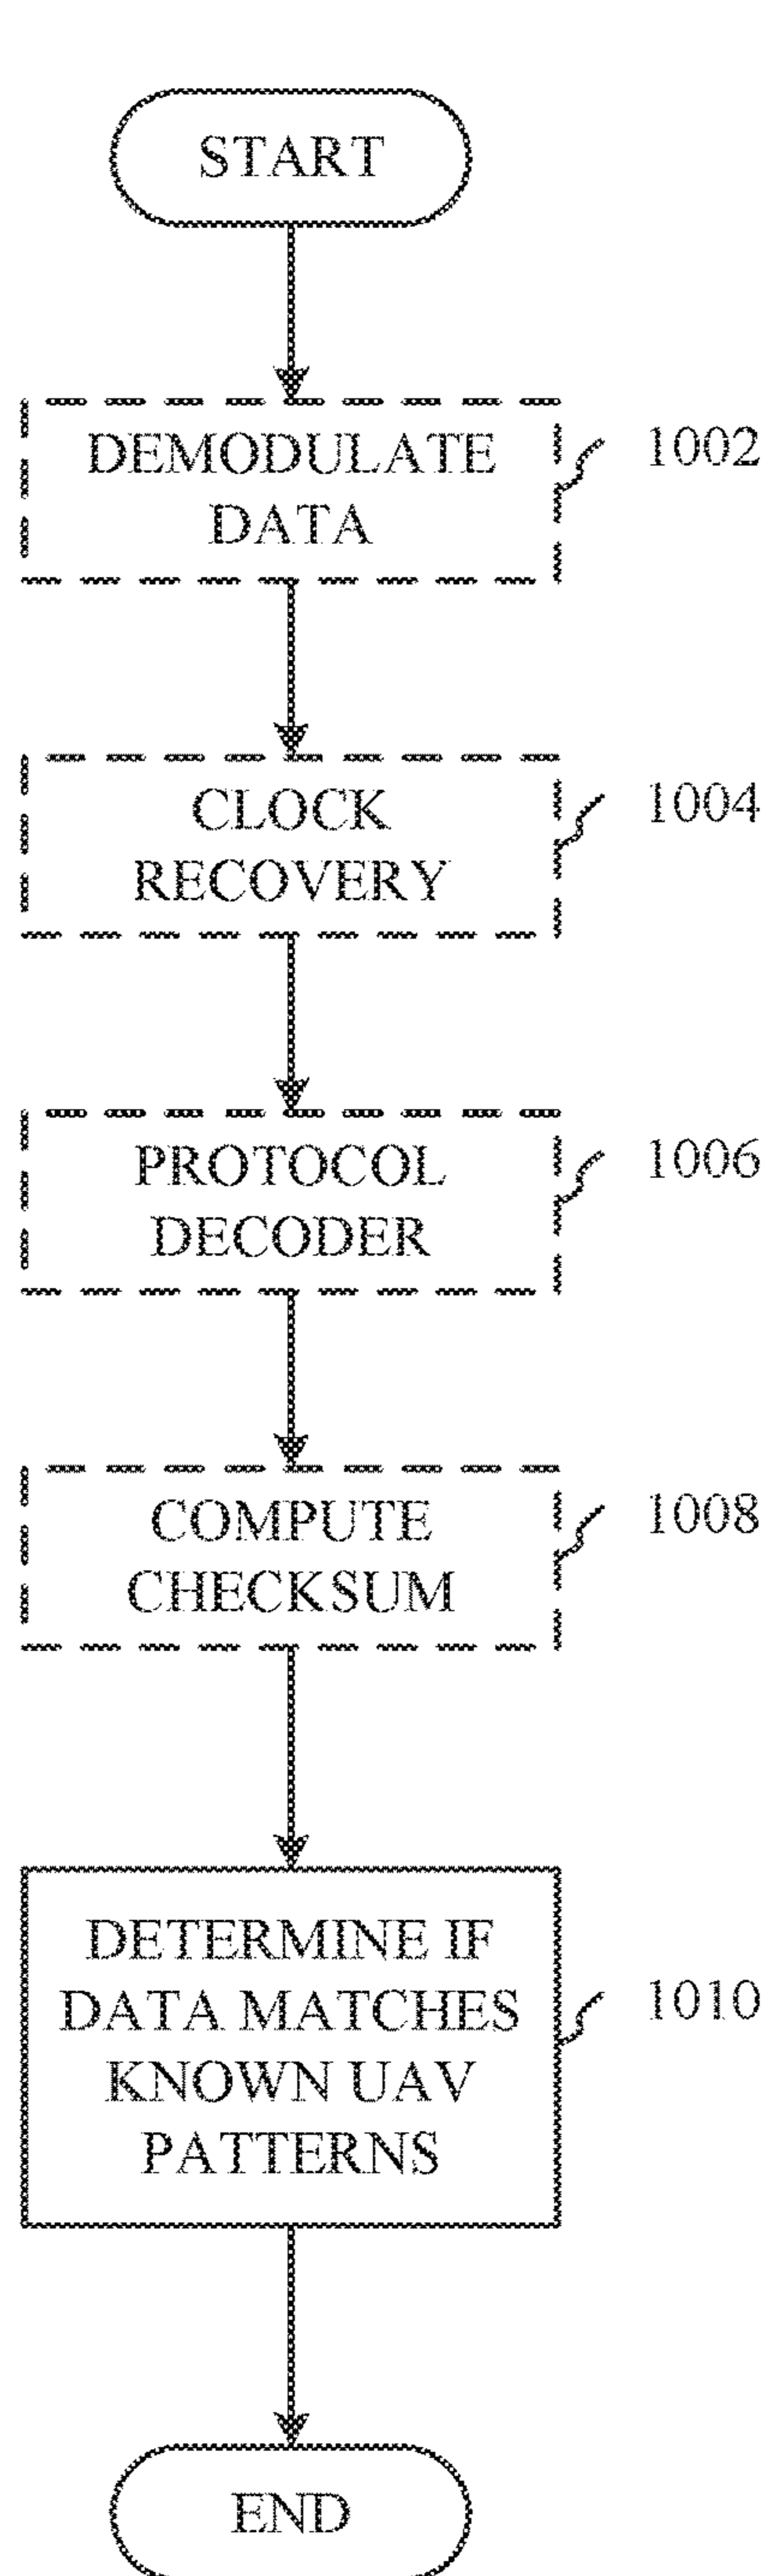 START
DEMODULATE
DATA
1002
CLOCK
RECOVERY
1004
PROTOCOL
DECODER
1006
COMPUTE
CHECKSUM
1008
DETERMINE IF
DATA MATCHES
KNOWN UAV
PATTERNS
1010
END